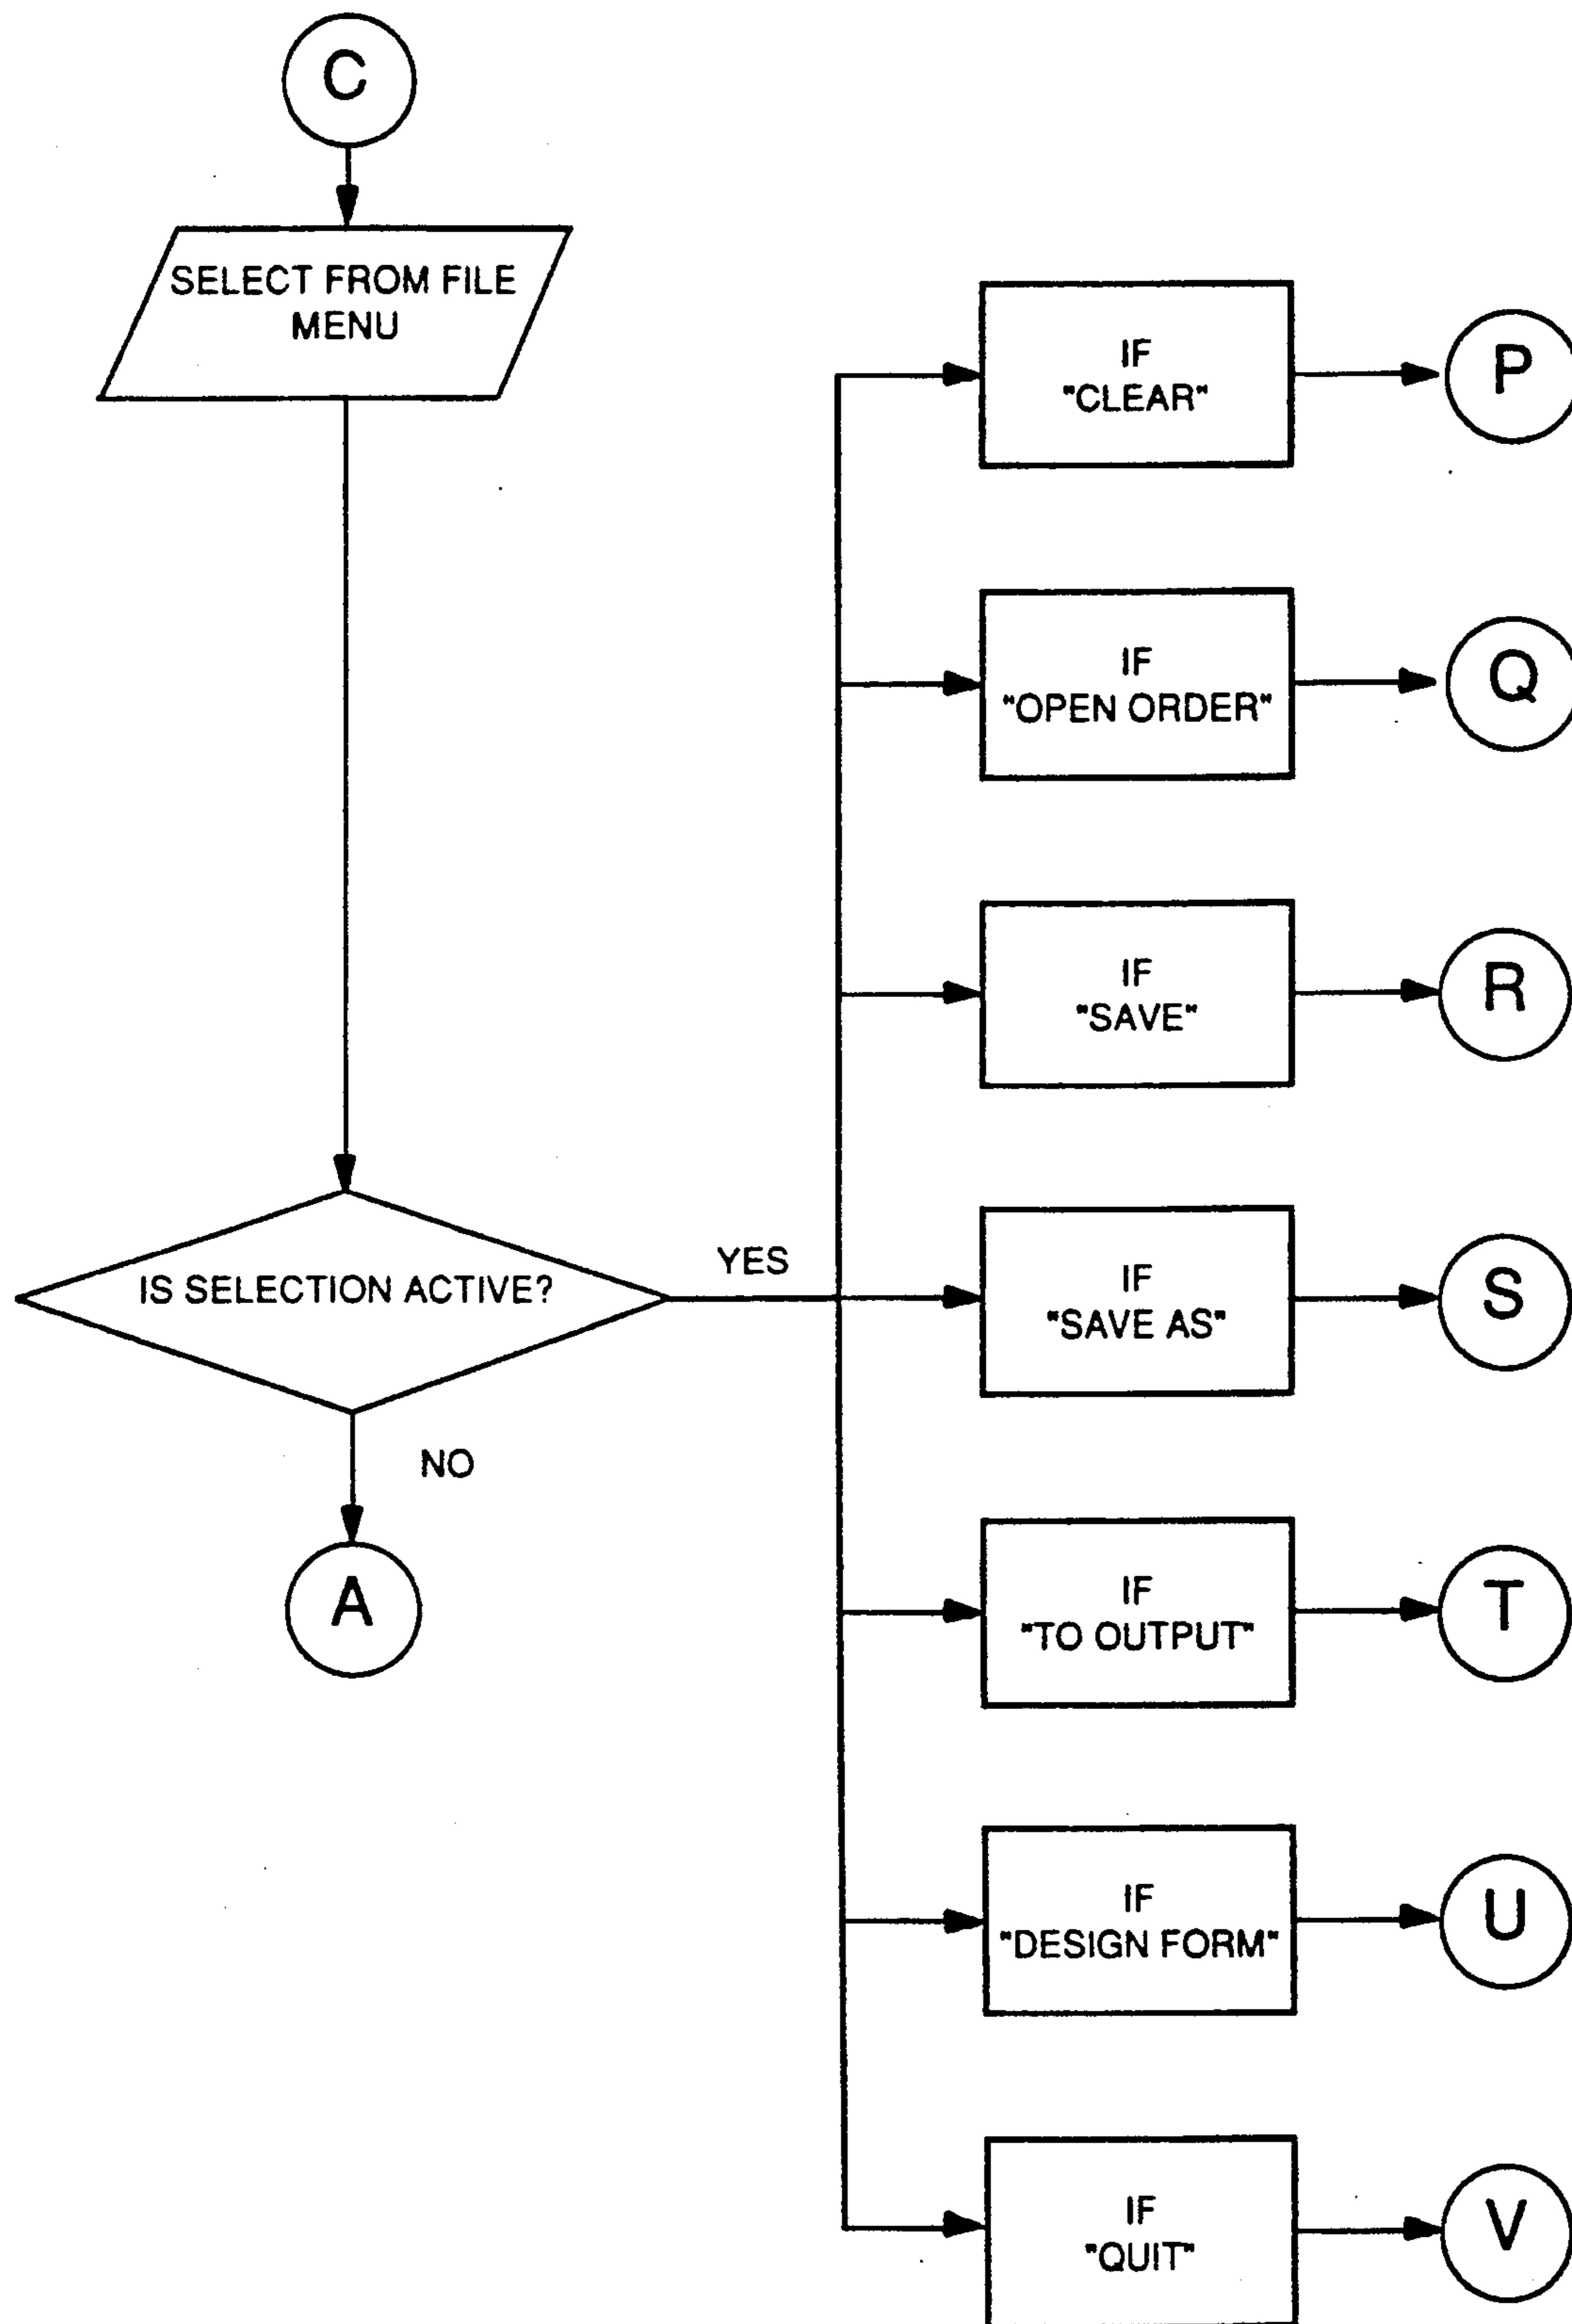 C
SELECT FROM FILE
MENU
IF
"CLEAR"
P
IF
"OPEN ORDER"
Q
IF
"SAVE"
R
IS SELECTION ACTIVE?
YES
IF
"SAVE AS"
S
NO
A
IF
"TO OUTPUT"
T
IF
"DESIGN FORM"
U
IF
"QUIT"
V